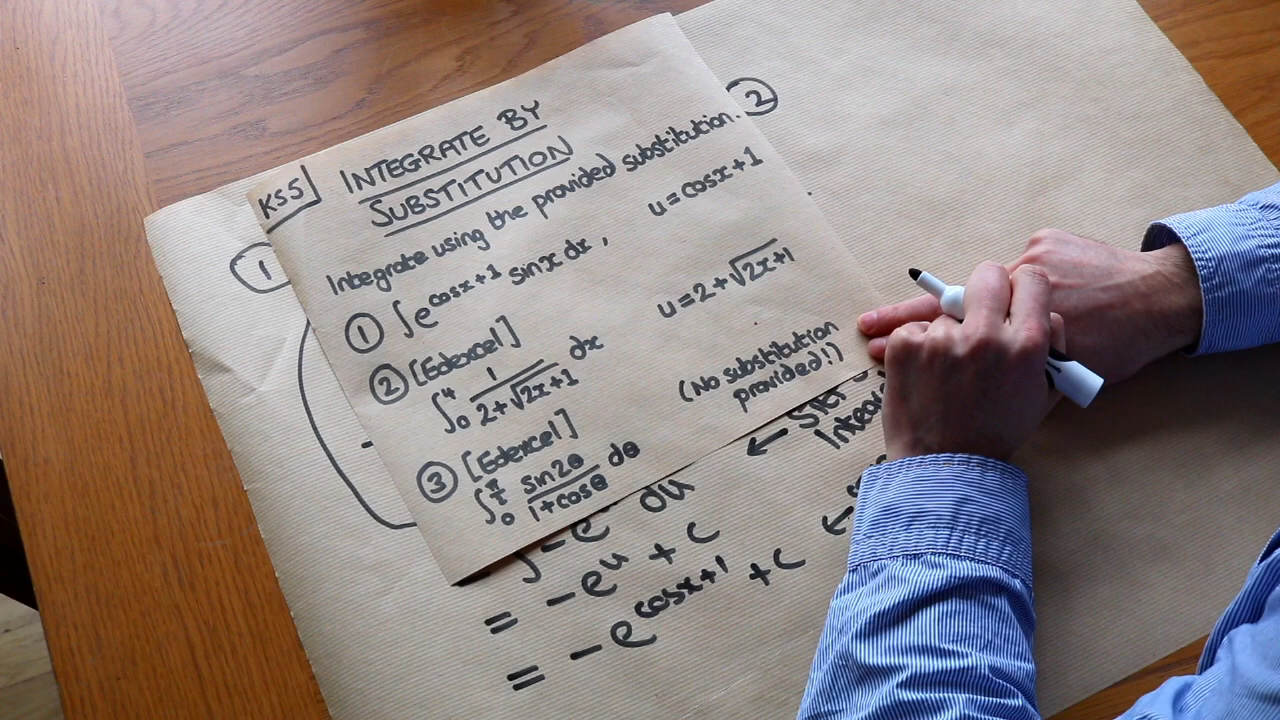 KS5
INTEGRATE BY
SUBSTITUTION
Integrate using the provided substitution.
① ∫e^(cosx+1) sinx dx, u=cosx+1
② [Edexcel]
∫₀⁴ 1/(2+√(2x+1)) dx u=2+√(2x+1)
③ [Edexcel]
∫₀^(π/2) sin2θ/(1+cosθ) dθ (No substitution
provided!)
①
②
← STEP
∫-e du
= -e^u + c
←
= -e^(cosx+1) + c